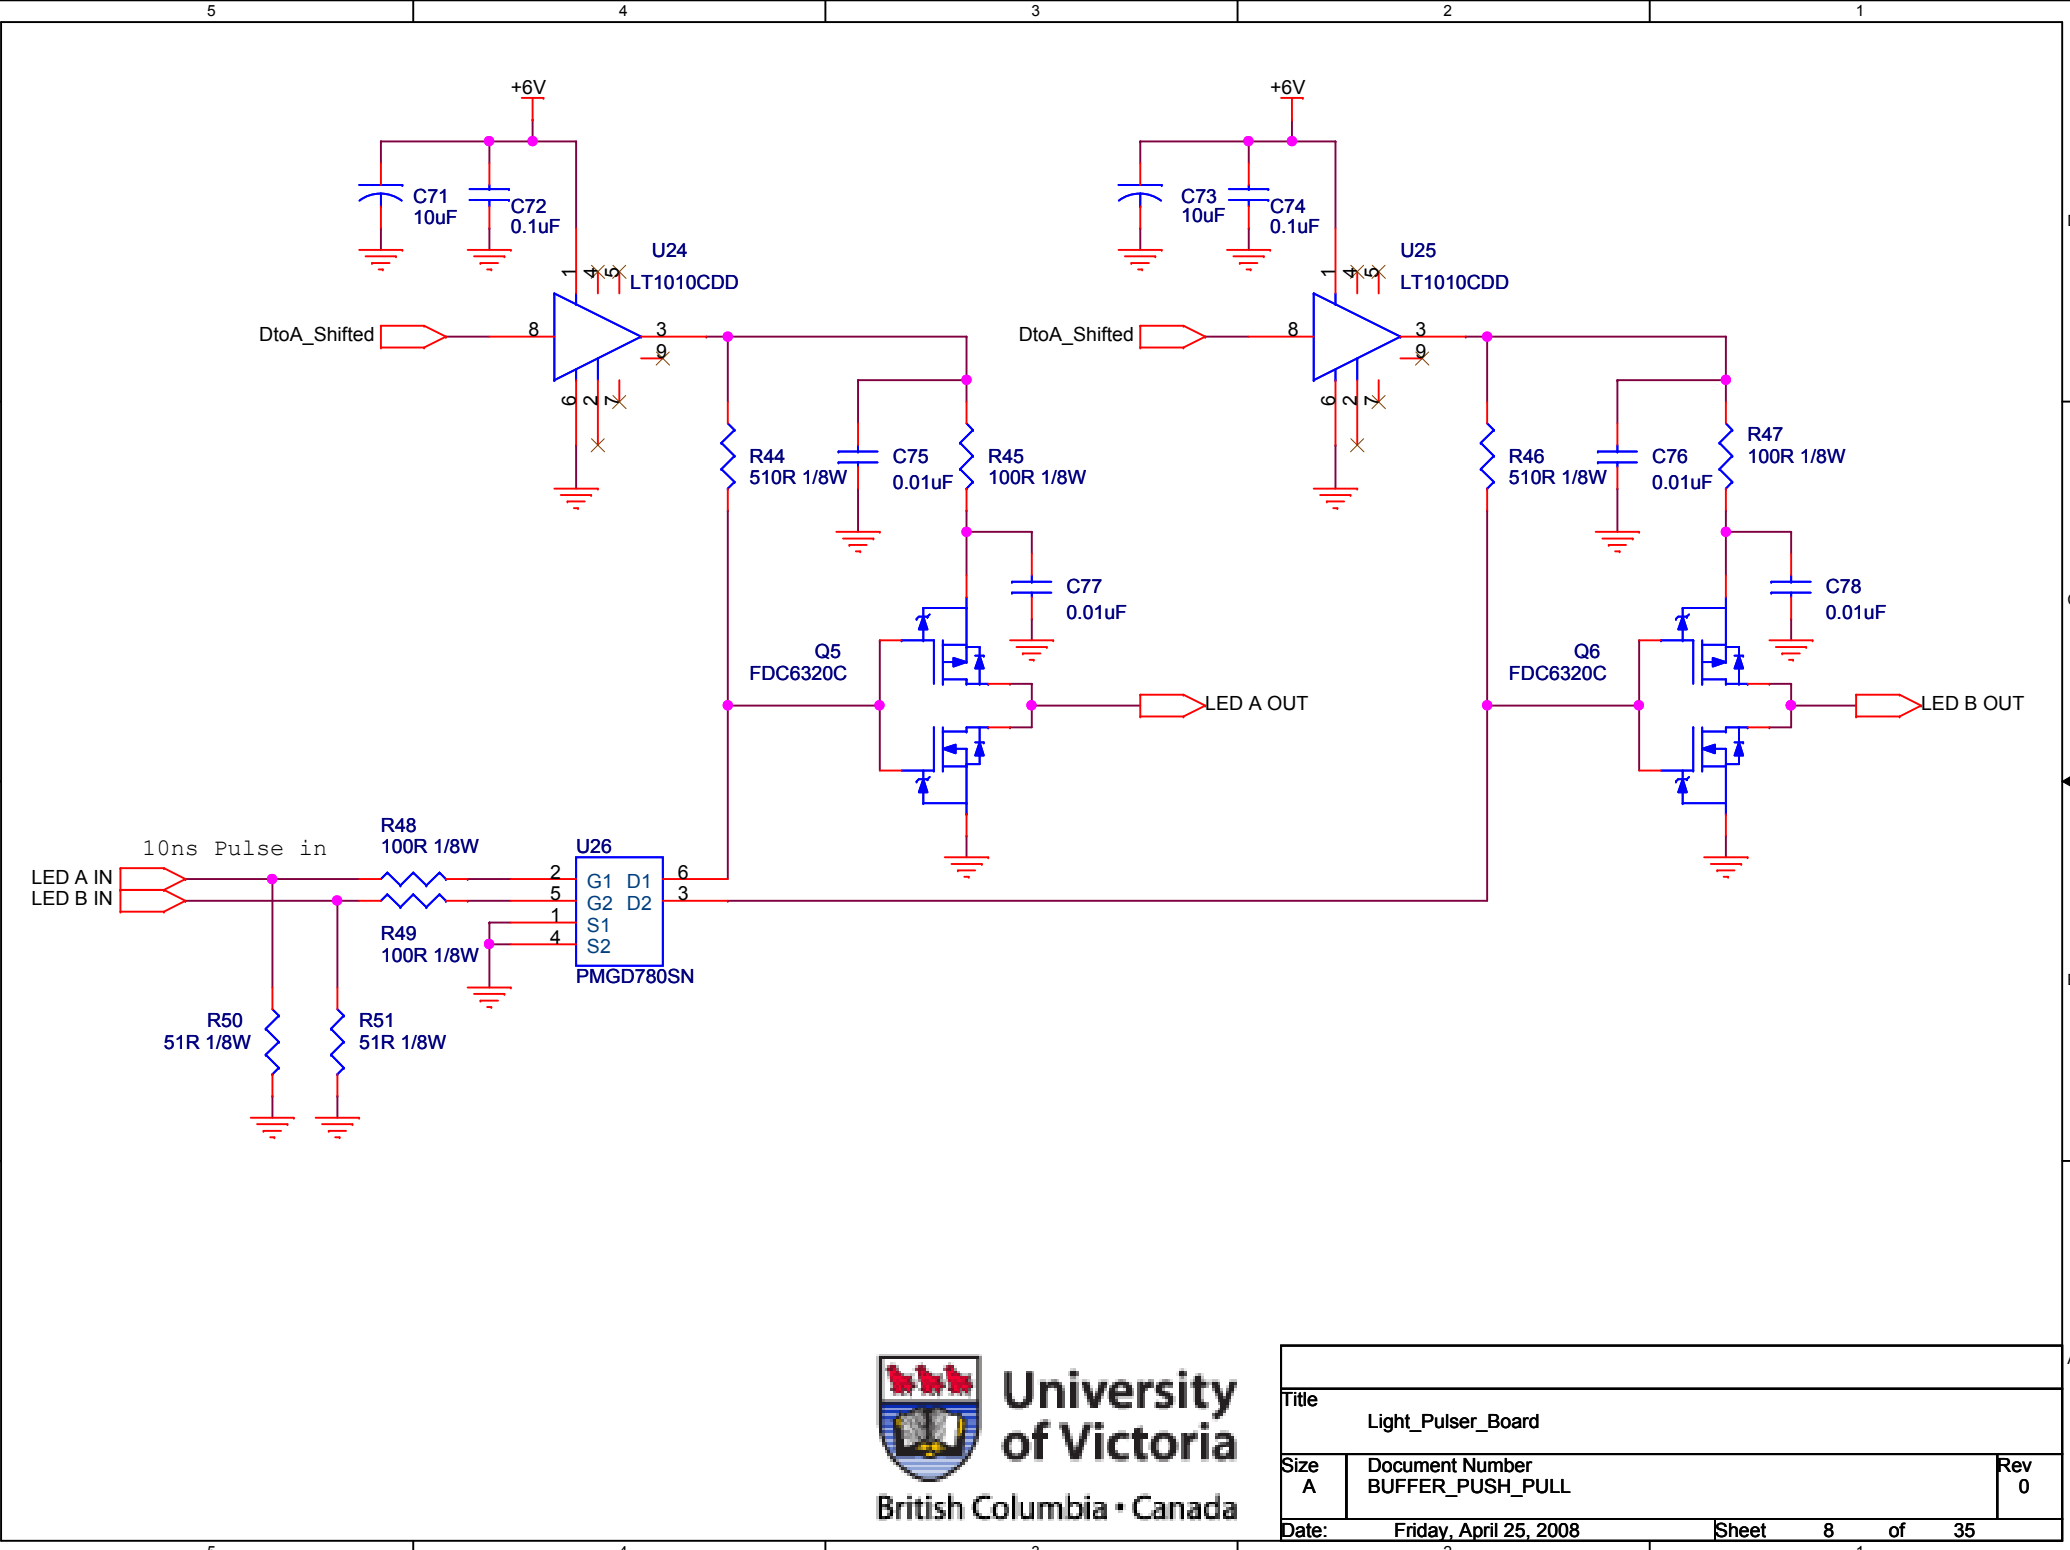 5 4 3 2 1
+6V
+6V
C71
10uF
C72
0.1uF
C73
10uF
C74
0.1uF
U24
LT1010CDD
U25
LT1010CDD
1 4 5
1 4 5
DtoA_Shifted
8
3
9
DtoA_Shifted
8
3
9
6 2 7
6 2 7
R44
510R 1/8W
C75
0.01uF
R45
100R 1/8W
R46
510R 1/8W
C76
0.01uF
R47
100R 1/8W
C77
0.01uF
C78
0.01uF
Q5
FDC6320C
Q6
FDC6320C
LED A OUT
LED B OUT
10ns Pulse in
R48
100R 1/8W
U26
LED A IN
LED B IN
2 G1 D1 6
5 G2 D2 3
1 S1
4 S2
R49
100R 1/8W
PMGD780SN
R50
51R 1/8W
R51
51R 1/8W
University
of Victoria
British Columbia • Canada
Title
Light_Pulser_Board
Size
A
Document Number
BUFFER_PUSH_PULL
Rev
0
Date: Friday, April 25, 2008 Sheet 8 of 35